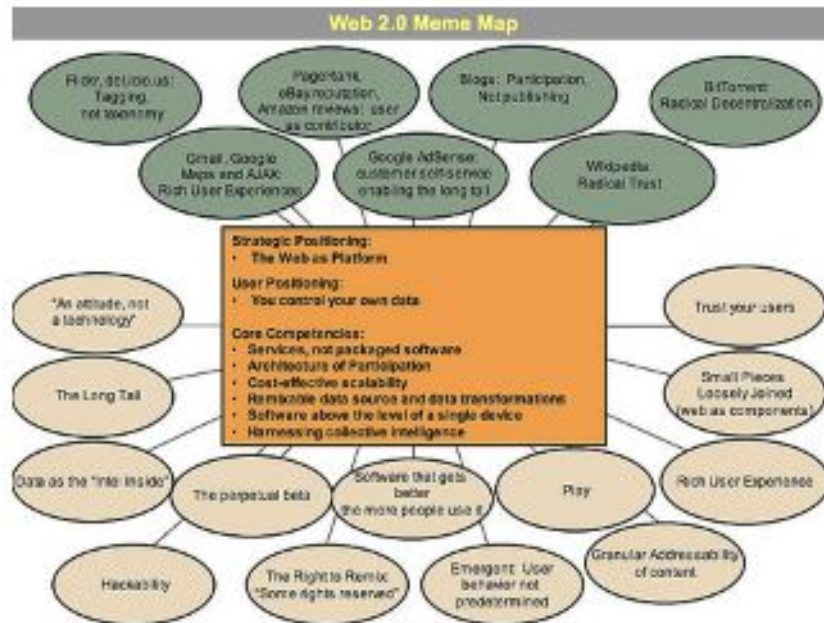 Web 2.0 Meme Map
Flickr, del.icio.us:
Tagging,
not taxonomy
PageRank,
eBay reputation,
Amazon reviews: user
as contributor
Blogs: Participation,
Not publishing
BitTorrent:
Radical Decentralization
Gmail, Google
Maps and AJAX:
Rich User Experiences
Google AdSense:
customer self-service
enabling the long tail
Wikipedia:
Radical Trust
Strategic Positioning:
• The Web as Platform
User Positioning:
• You control your own data
Core Competencies:
• Services, not packaged software
• Architecture of Participation
• Cost-effective scalability
• Remixable data source and data transformations
• Software above the level of a single device
• Harnessing collective intelligence
"An attitude, not
a technology"
Trust your users
The Long Tail
Small Pieces
Loosely Joined
(web as components)
Data as the "Intel Inside"
The perpetual beta
Software that gets
better
the more people use it
Play
Rich User Experience
Hackability
The Right to Remix:
"Some rights reserved"
Emergent: User
behavior not
predetermined
Granular Addressability
of content